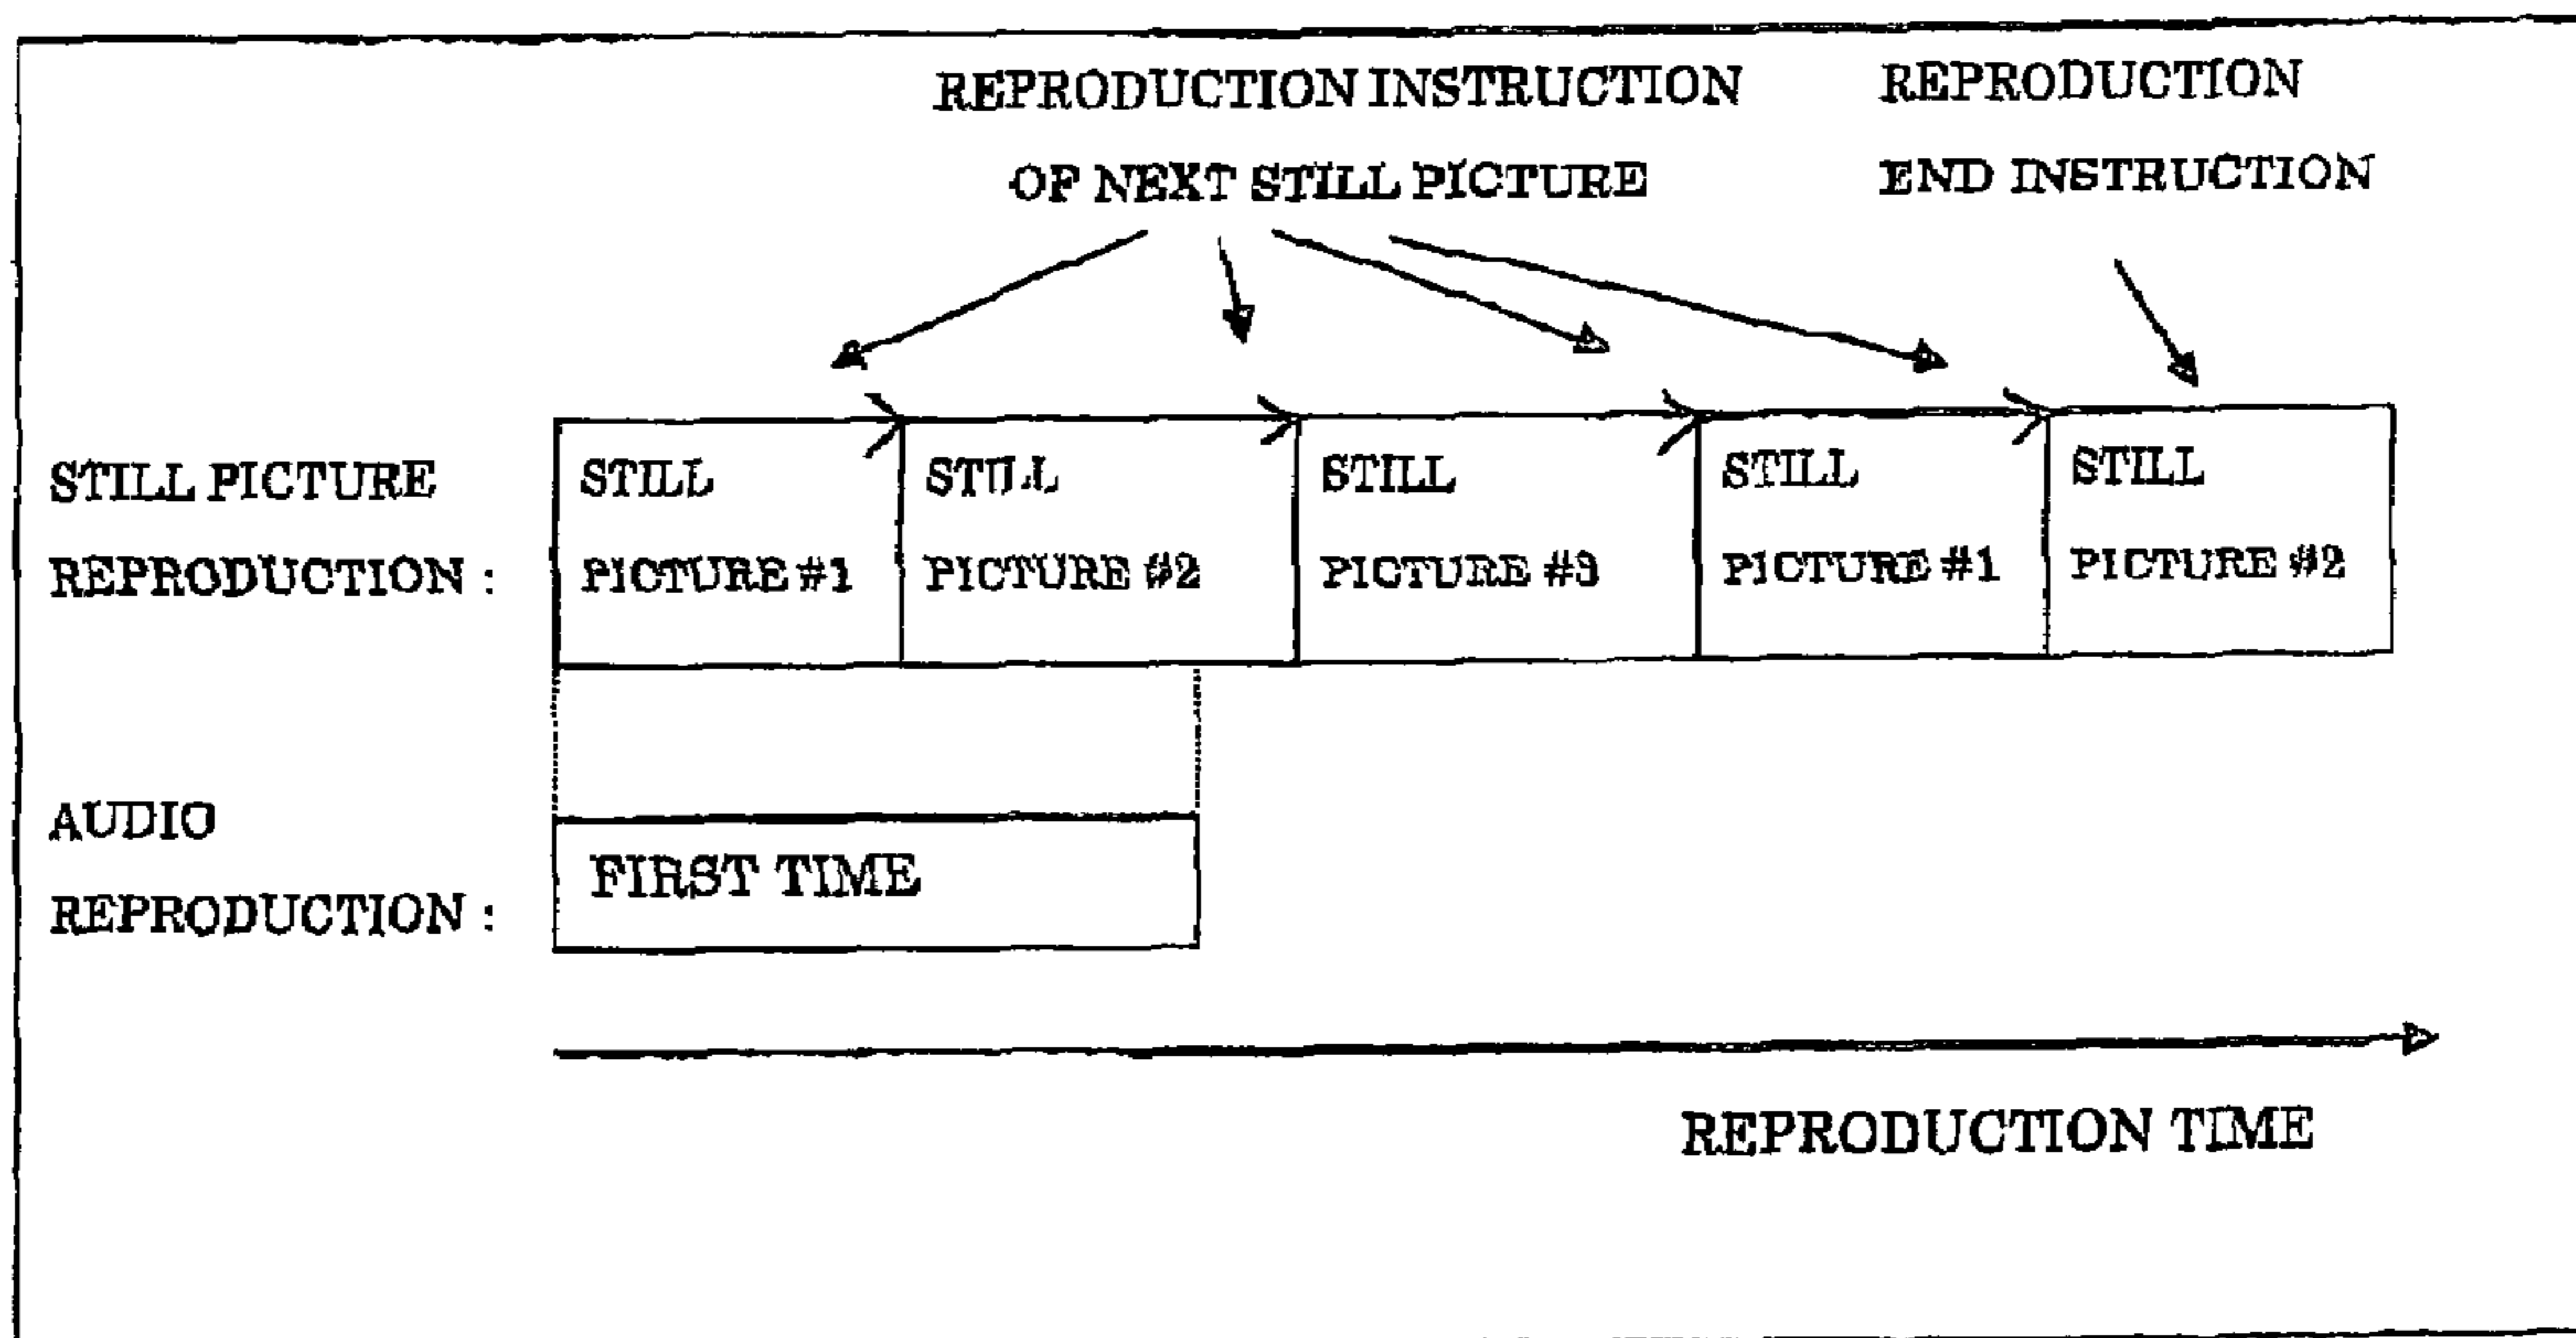 REPRODUCTION INSTRUCTION
OF NEXT STILL PICTURE
REPRODUCTION
END INSTRUCTION
STILL PICTURE
REPRODUCTION :
STILL
PICTURE #1
STILL
PICTURE #2
STILL
PICTURE #3
STILL
PICTURE #1
STILL
PICTURE #2
AUDIO
REPRODUCTION :
FIRST TIME
REPRODUCTION TIME